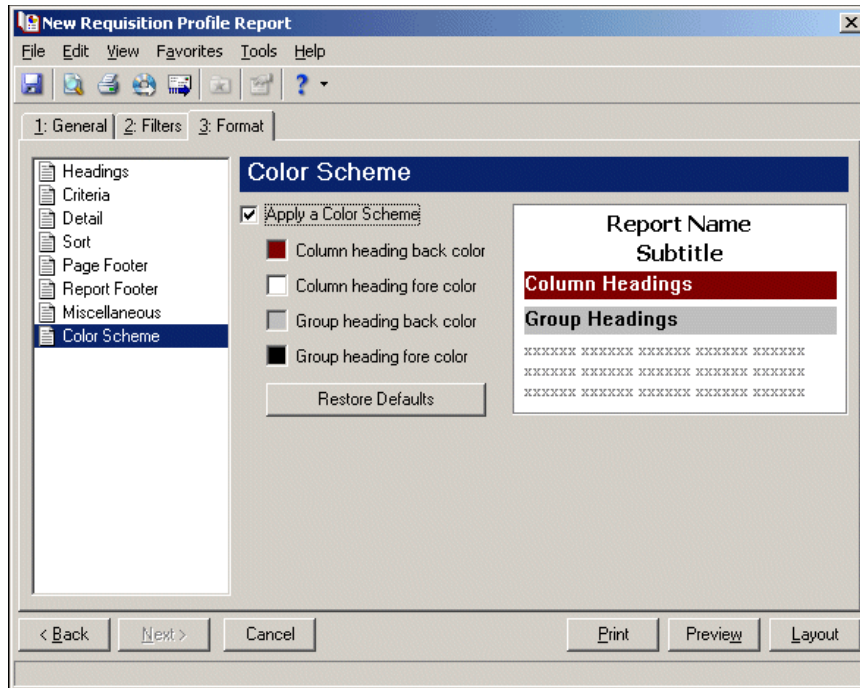 New Requisition Profile Report
File Edit View Favorites Tools Help
1: General 2: Filters 3: Format
Headings
Criteria
Detail
Sort
Page Footer
Report Footer
Miscellaneous
Color Scheme
Color Scheme
Apply a Color Scheme
Column heading back color
Column heading fore color
Group heading back color
Group heading fore color
Restore Defaults
Report Name
Subtitle
Column Headings
Group Headings
xxxxxx xxxxxx xxxxxx xxxxxx xxxxxx
xxxxxx xxxxxx xxxxxx xxxxxx xxxxxx
xxxxxx xxxxxx xxxxxx xxxxxx xxxxxx
< Back Next > Cancel Print Preview Layout